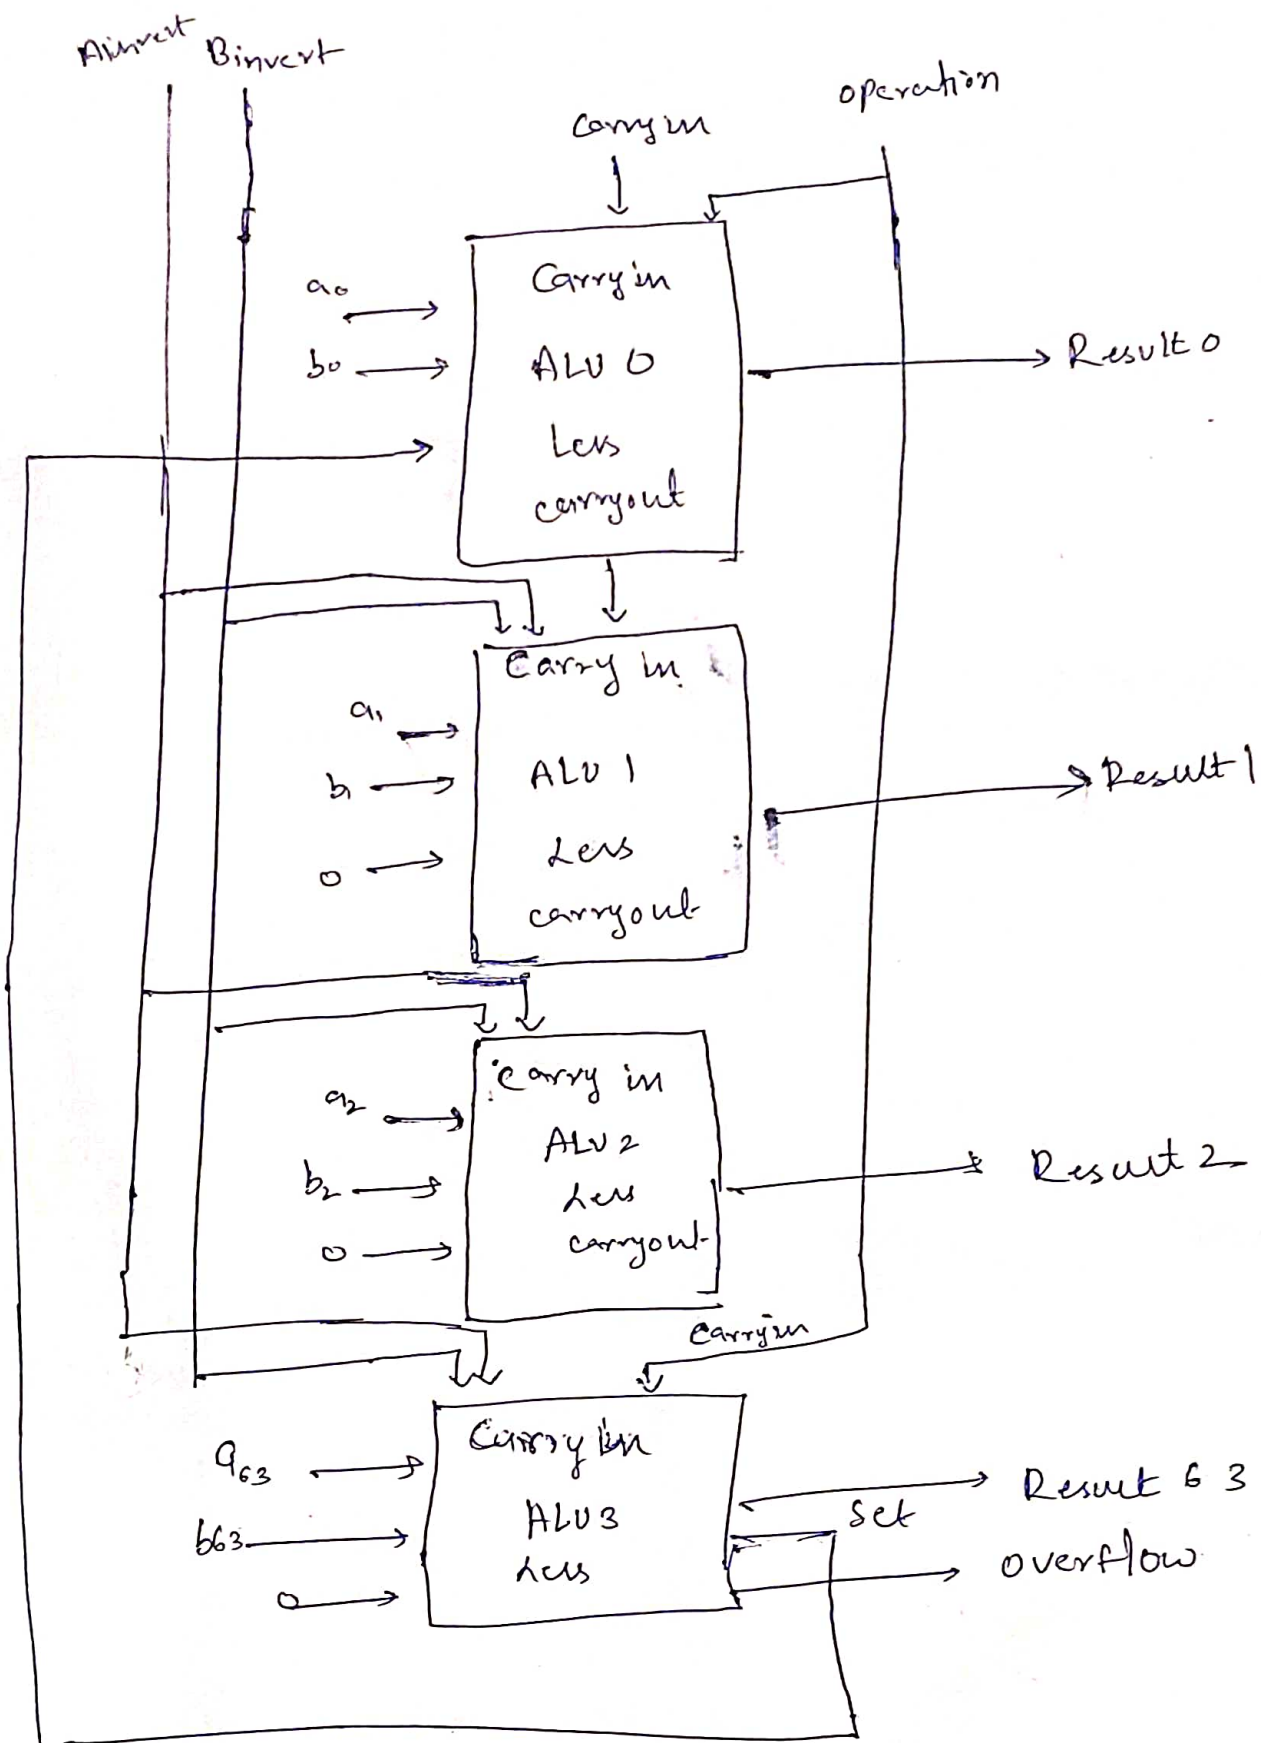 Ainvert Binvert
operation
Carry in
Carry in
a0
b0
ALU 0
Result 0
Less
carryout
Carry in
a1
b1
ALU 1
Result 1
0
Less
carryout
Carry in
a2
ALU 2
b2
Less
Result 2
0
carryout
Carry in
Carry in
a63
Result 63
b63
ALU 3
Set
0
Less
overflow